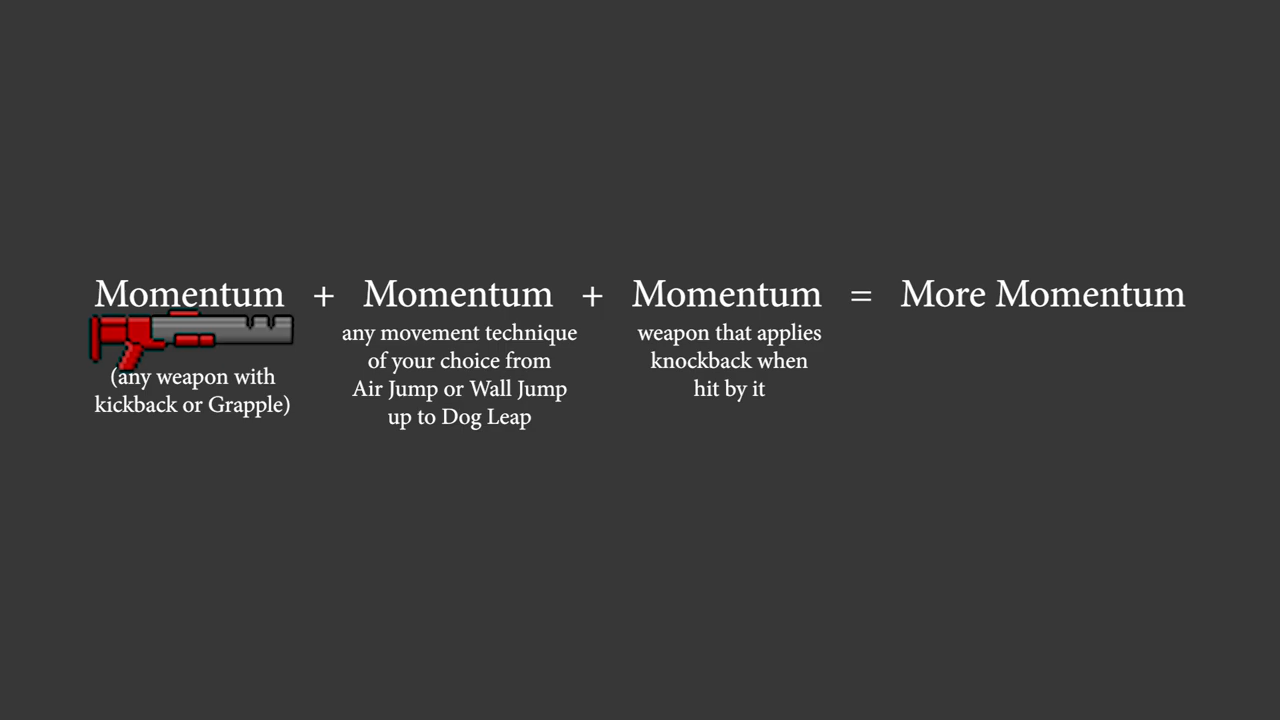 Momentum + Momentum + Momentum = More Momentum
(any weapon with
kickback or Grapple)
any movement technique
of your choice from
Air Jump or Wall Jump
up to Dog Leap
weapon that applies
knockback when
hit by it